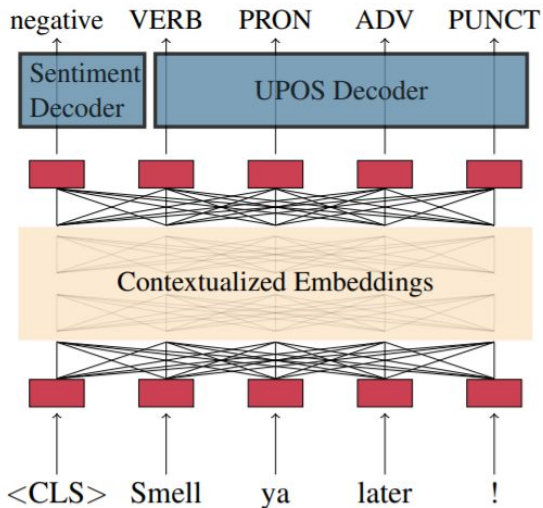 negative VERB PRON ADV PUNCT
Sentiment
Decoder
UPOS Decoder
Contextualized Embeddings
<CLS> Smell ya later !